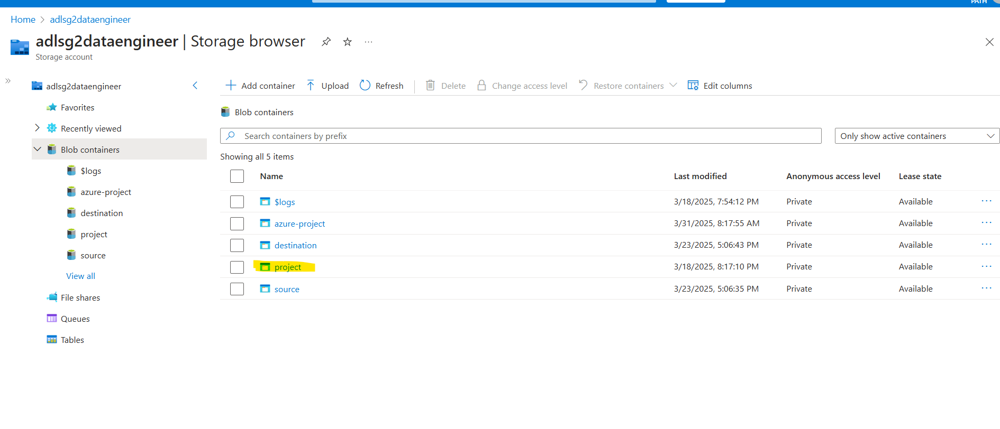 PATH
Home > adlsg2dataengineer
adlsg2dataengineer | Storage browser
Storage account
adlsg2dataengineer
Favorites
Recently viewed
Blob containers
$logs
azure-project
destination
project
source
View all
File shares
Queues
Tables
Add container Upload Refresh Delete Change access level Restore containers Edit columns
Blob containers
Search containers by prefix Only show active containers
Showing all 5 items
Name Last modified Anonymous access level Lease state
$logs 3/18/2025, 7:54:12 PM Private Available
azure-project 3/31/2025, 8:17:55 AM Private Available
destination 3/23/2025, 5:06:43 PM Private Available
project 3/18/2025, 8:17:10 PM Private Available
source 3/23/2025, 5:06:35 PM Private Available